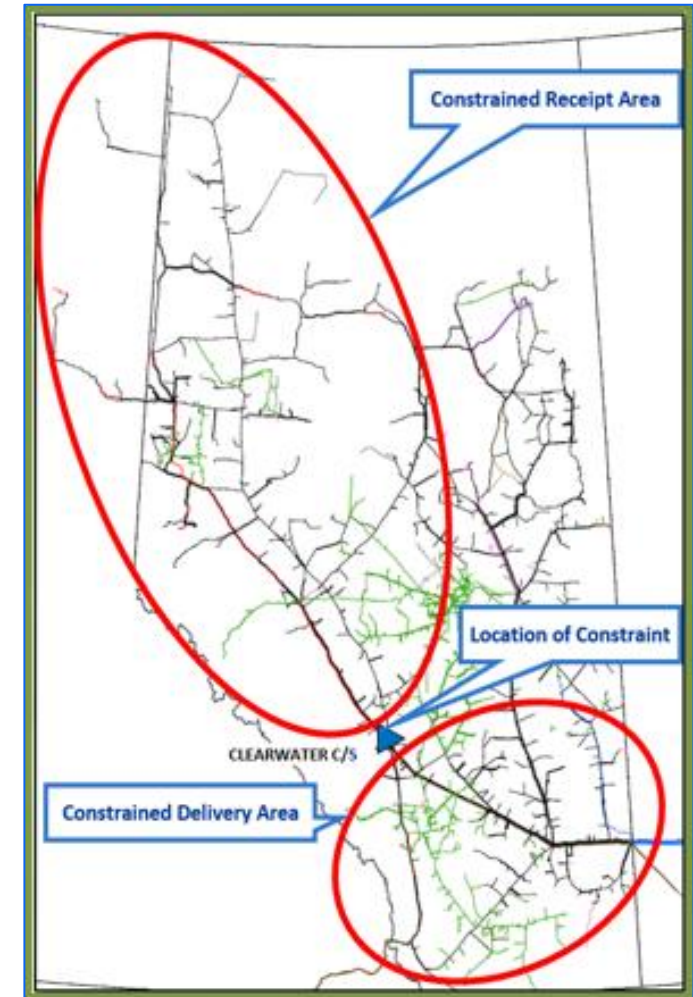 Constrained Receipt Area
Location of Constraint
CLEARWATER C/S
Constrained Delivery Area